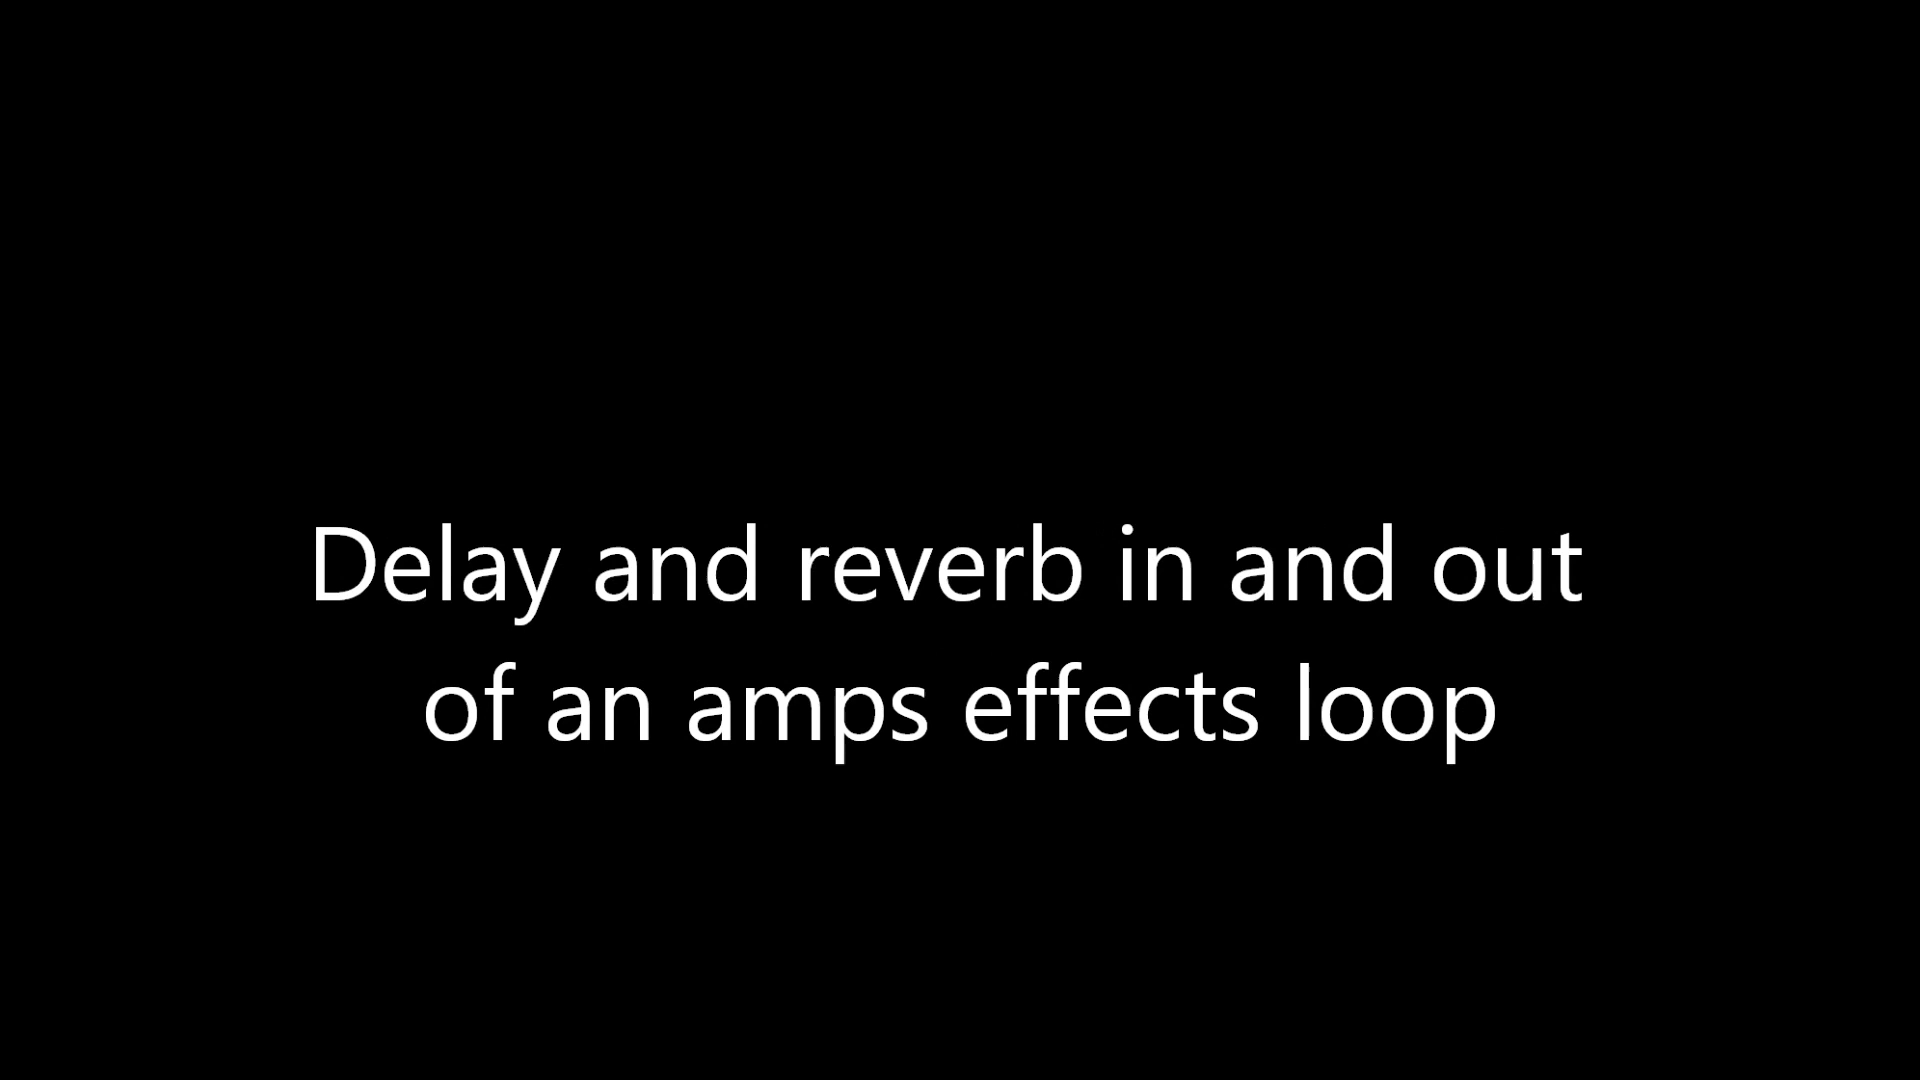 Delay and reverb in and out
of an amps effects loop